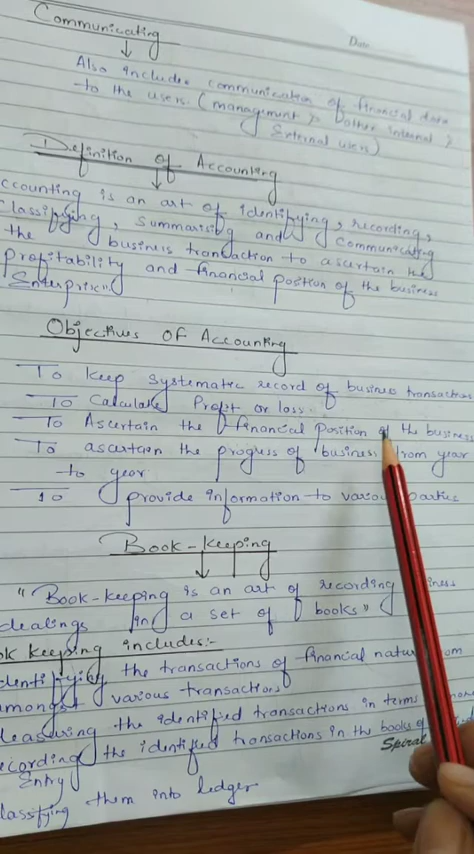 Communicating
Date
Also includes communication of financial data
to the users. (management, other internal,
External users)
Definition of Accounting
ccounting is an art of identifying, recording,
classifying, summarising and communicating
the business transaction to ascertain the
profitability and financial position of the business
Enterprise"
Objectives of Accounting
To keep systematic record of business transactions
To Calculate Profit or loss.
To Ascertain the financial position of the business
To ascertain the progress of business from year
to year
To provide information to various parties
Book-keeping
"Book-keeping is an art of recording
dealings in a set of books"
ok keeping includes:-
dentifying the transactions of financial nature
amongst various transactions
easuring the identified transactions in terms
ecording the identified transactions in the books of
Spiral
Entry
lassifying them into ledger